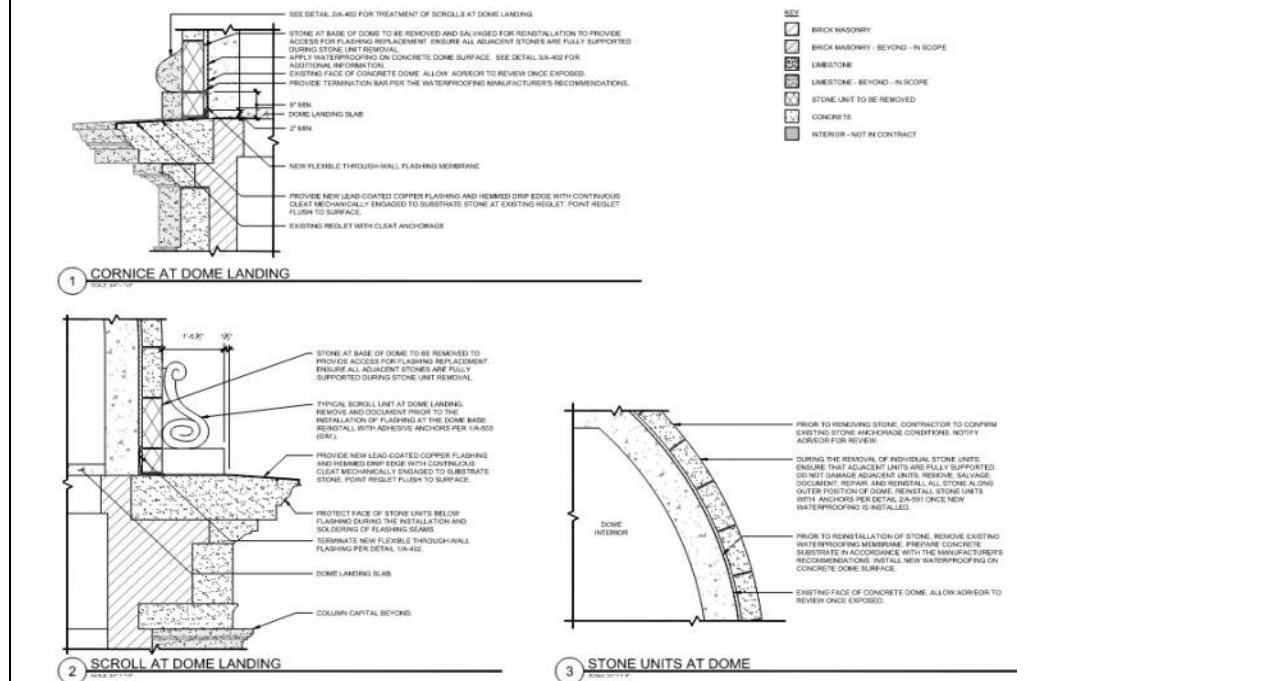 SEE DETAIL 2/A-402 FOR TREATMENT OF SCROLLS AT DOME LANDING.
STONE AT BASE OF DOME TO BE REMOVED AND SALVAGED FOR REINSTALLATION TO PROVIDE
ACCESS FOR FLASHING REPLACEMENT. ENSURE ALL ADJACENT STONES ARE FULLY SUPPORTED
DURING STONE UNIT REMOVAL.
APPLY WATERPROOFING ON CONCRETE DOME SURFACE. SEE DETAIL 3/A-402 FOR
ADDITIONAL INFORMATION.
EXISTING FACE OF CONCRETE DOME. ALLOW AOR/EOR TO REVIEW ONCE EXPOSED.
PROVIDE TERMINATION BAR PER THE WATERPROOFING MANUFACTURER'S RECOMMENDATIONS.
8" MIN.
DOME LANDING SLAB
2" MIN.
NEW FLEXIBLE THROUGH-WALL FLASHING MEMBRANE
PROVIDE NEW LEAD-COATED COPPER FLASHING AND HEMMED DRIP EDGE WITH CONTINUOUS
CLEAT MECHANICALLY ENGAGED TO SUBSTRATE STONE AT EXISTING REGLET. POINT REGLET
FLUSH TO SURFACE.
EXISTING REGLET WITH CLEAT ANCHORAGE
1 CORNICE AT DOME LANDING
KEY
BRICK MASONRY
BRICK MASONRY - BEYOND - IN SCOPE
LIMESTONE
LIMESTONE - BEYOND - IN SCOPE
STONE UNIT TO BE REMOVED
CONCRETE
INTERIOR - NOT IN CONTRACT
STONE AT BASE OF DOME TO BE REMOVED TO
PROVIDE ACCESS FOR FLASHING REPLACEMENT.
ENSURE ALL ADJACENT STONES ARE FULLY
SUPPORTED DURING STONE UNIT REMOVAL.
TYPICAL SCROLL UNIT AT DOME LANDING.
REMOVE AND DOCUMENT PRIOR TO THE
INSTALLATION OF FLASHING AT THE DOME BASE.
REINSTALL WITH ADHESIVE ANCHORS PER 1/A-503
(SIM.).
PROVIDE NEW LEAD-COATED COPPER FLASHING
AND HEMMED DRIP EDGE WITH CONTINUOUS
CLEAT MECHANICALLY ENGAGED TO SUBSTRATE
STONE. POINT REGLET FLUSH TO SURFACE.
PROTECT FACE OF STONE UNITS BELOW
FLASHING DURING THE INSTALLATION AND
SOLDERING OF FLASHING SEAMS.
TERMINATE NEW FLEXIBLE THROUGH-WALL
FLASHING PER DETAIL 1/A-402.
DOME LANDING SLAB
COLUMN CAPITAL BEYOND.
2 SCROLL AT DOME LANDING
DOME
INTERIOR
PRIOR TO REMOVING STONE, CONTRACTOR TO CONFIRM
EXISTING STONE ANCHORAGE CONDITIONS. NOTIFY
AOR/EOR FOR REVIEW.
DURING THE REMOVAL OF INDIVIDUAL STONE UNITS,
ENSURE THAT ADJACENT UNITS ARE FULLY SUPPORTED.
DO NOT DAMAGE ADJACENT UNITS. REMOVE, SALVAGE,
DOCUMENT, REPAIR, AND REINSTALL ALL STONE ALONG
OUTER POSITION OF DOME. REINSTALL STONE UNITS
WITH ANCHORS PER DETAIL 2/A-501 ONCE NEW
WATERPROOFING IS INSTALLED.
PRIOR TO REINSTALLATION OF STONE, REMOVE EXISTING
WATERPROOFING MEMBRANE. PREPARE CONCRETE
SUBSTRATE IN ACCORDANCE WITH THE MANUFACTURER'S
RECOMMENDATIONS. INSTALL NEW WATERPROOFING ON
CONCRETE DOME SURFACE.
EXISTING FACE OF CONCRETE DOME. ALLOW AOR/EOR TO
REVIEW ONCE EXPOSED.
3 STONE UNITS AT DOME